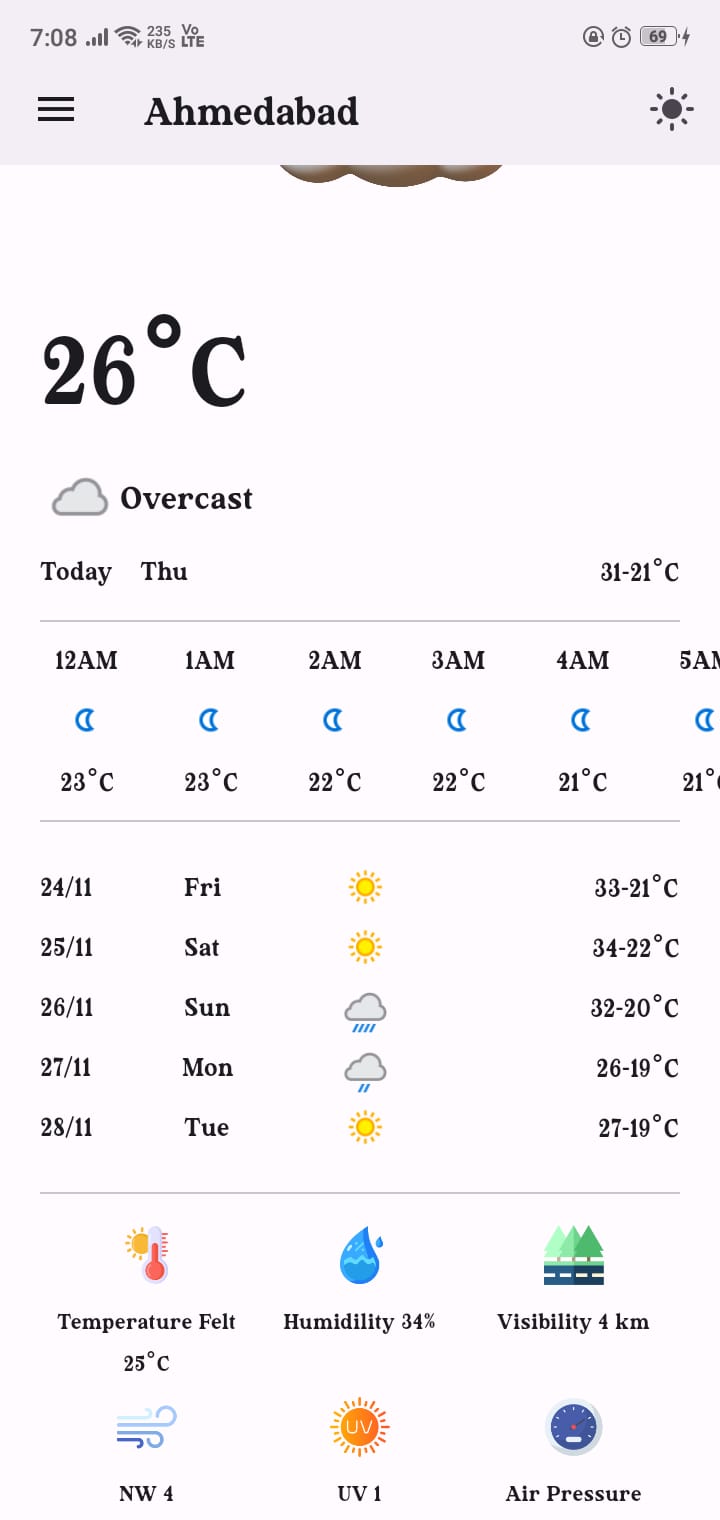 7:08 235 KB/S Vo LTE 69
Ahmedabad
26°C
Overcast
Today Thu 31-21°C
12AM 1AM 2AM 3AM 4AM 5AM
23°C 23°C 22°C 22°C 21°C 21°C
24/11 Fri 33-21°C
25/11 Sat 34-22°C
26/11 Sun 32-20°C
27/11 Mon 26-19°C
28/11 Tue 27-19°C
Temperature Felt Humidility 34% Visibility 4 km
25°C
UV
NW 4 UV 1 Air Pressure